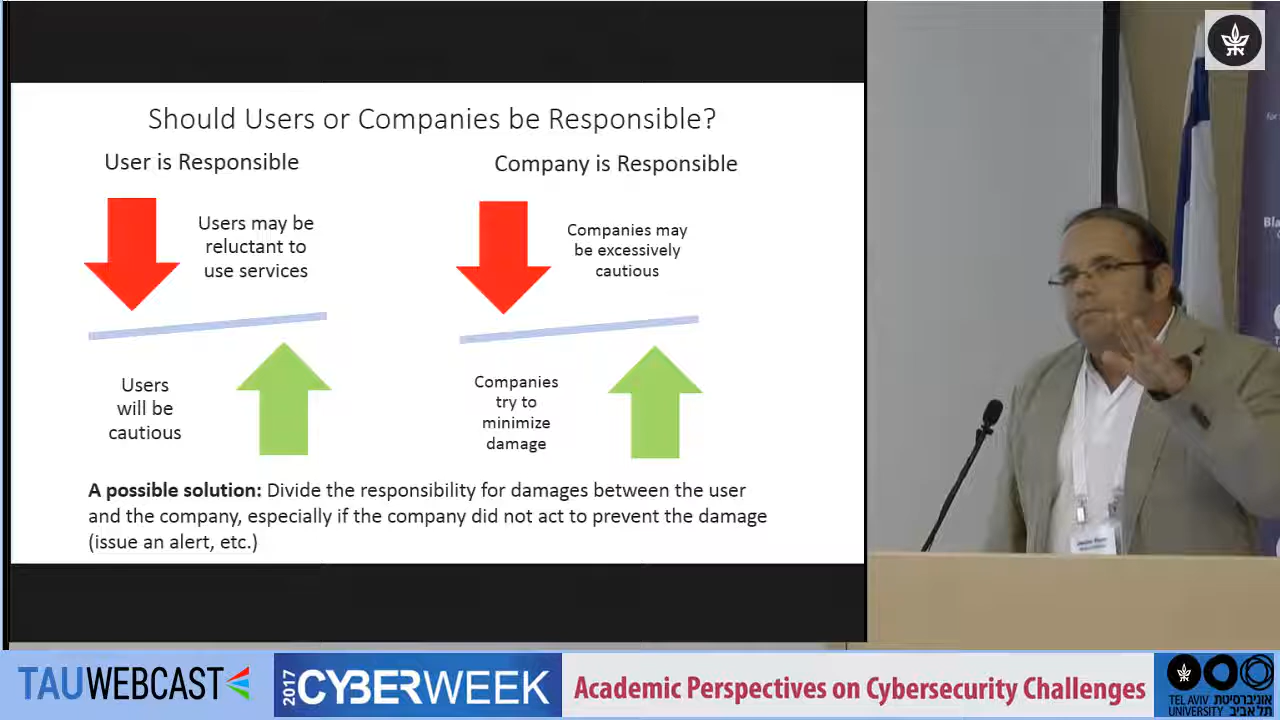 Should Users or Companies be Responsible?
User is Responsible
Users may be
reluctant to
use services
Users
will be
cautious
Company is Responsible
Companies may
be excessively
cautious
Companies
try to
minimize
damage
A possible solution: Divide the responsibility for damages between the user
and the company, especially if the company did not act to prevent the damage
(issue an alert, etc.)
TAUWEBCAST
2017 CYBERWEEK
Academic Perspectives on Cybersecurity Challenges
TEL AVIV UNIVERSITY
אוניברסיטת תל אביב